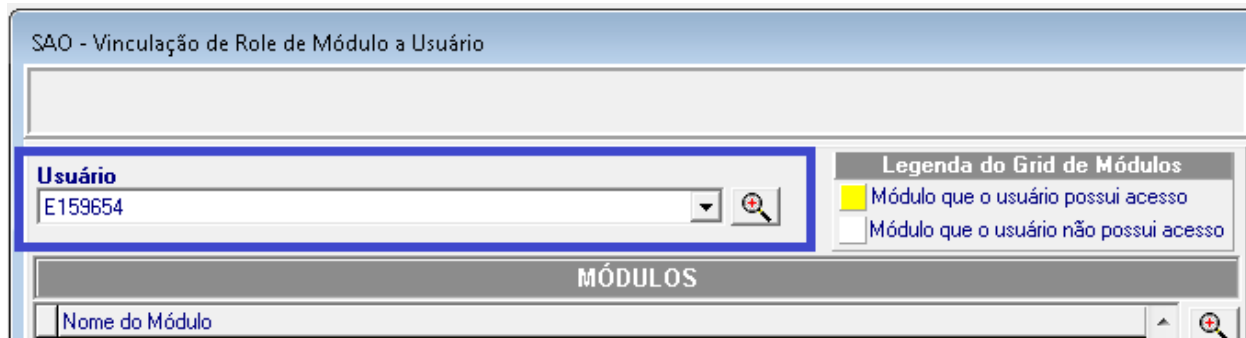 SAO - Vinculação de Role de Módulo a Usuário
Usuário
E159654
Legenda do Grid de Módulos
Módulo que o usuário possui acesso
Módulo que o usuário não possui acesso
MÓDULOS
Nome do Módulo